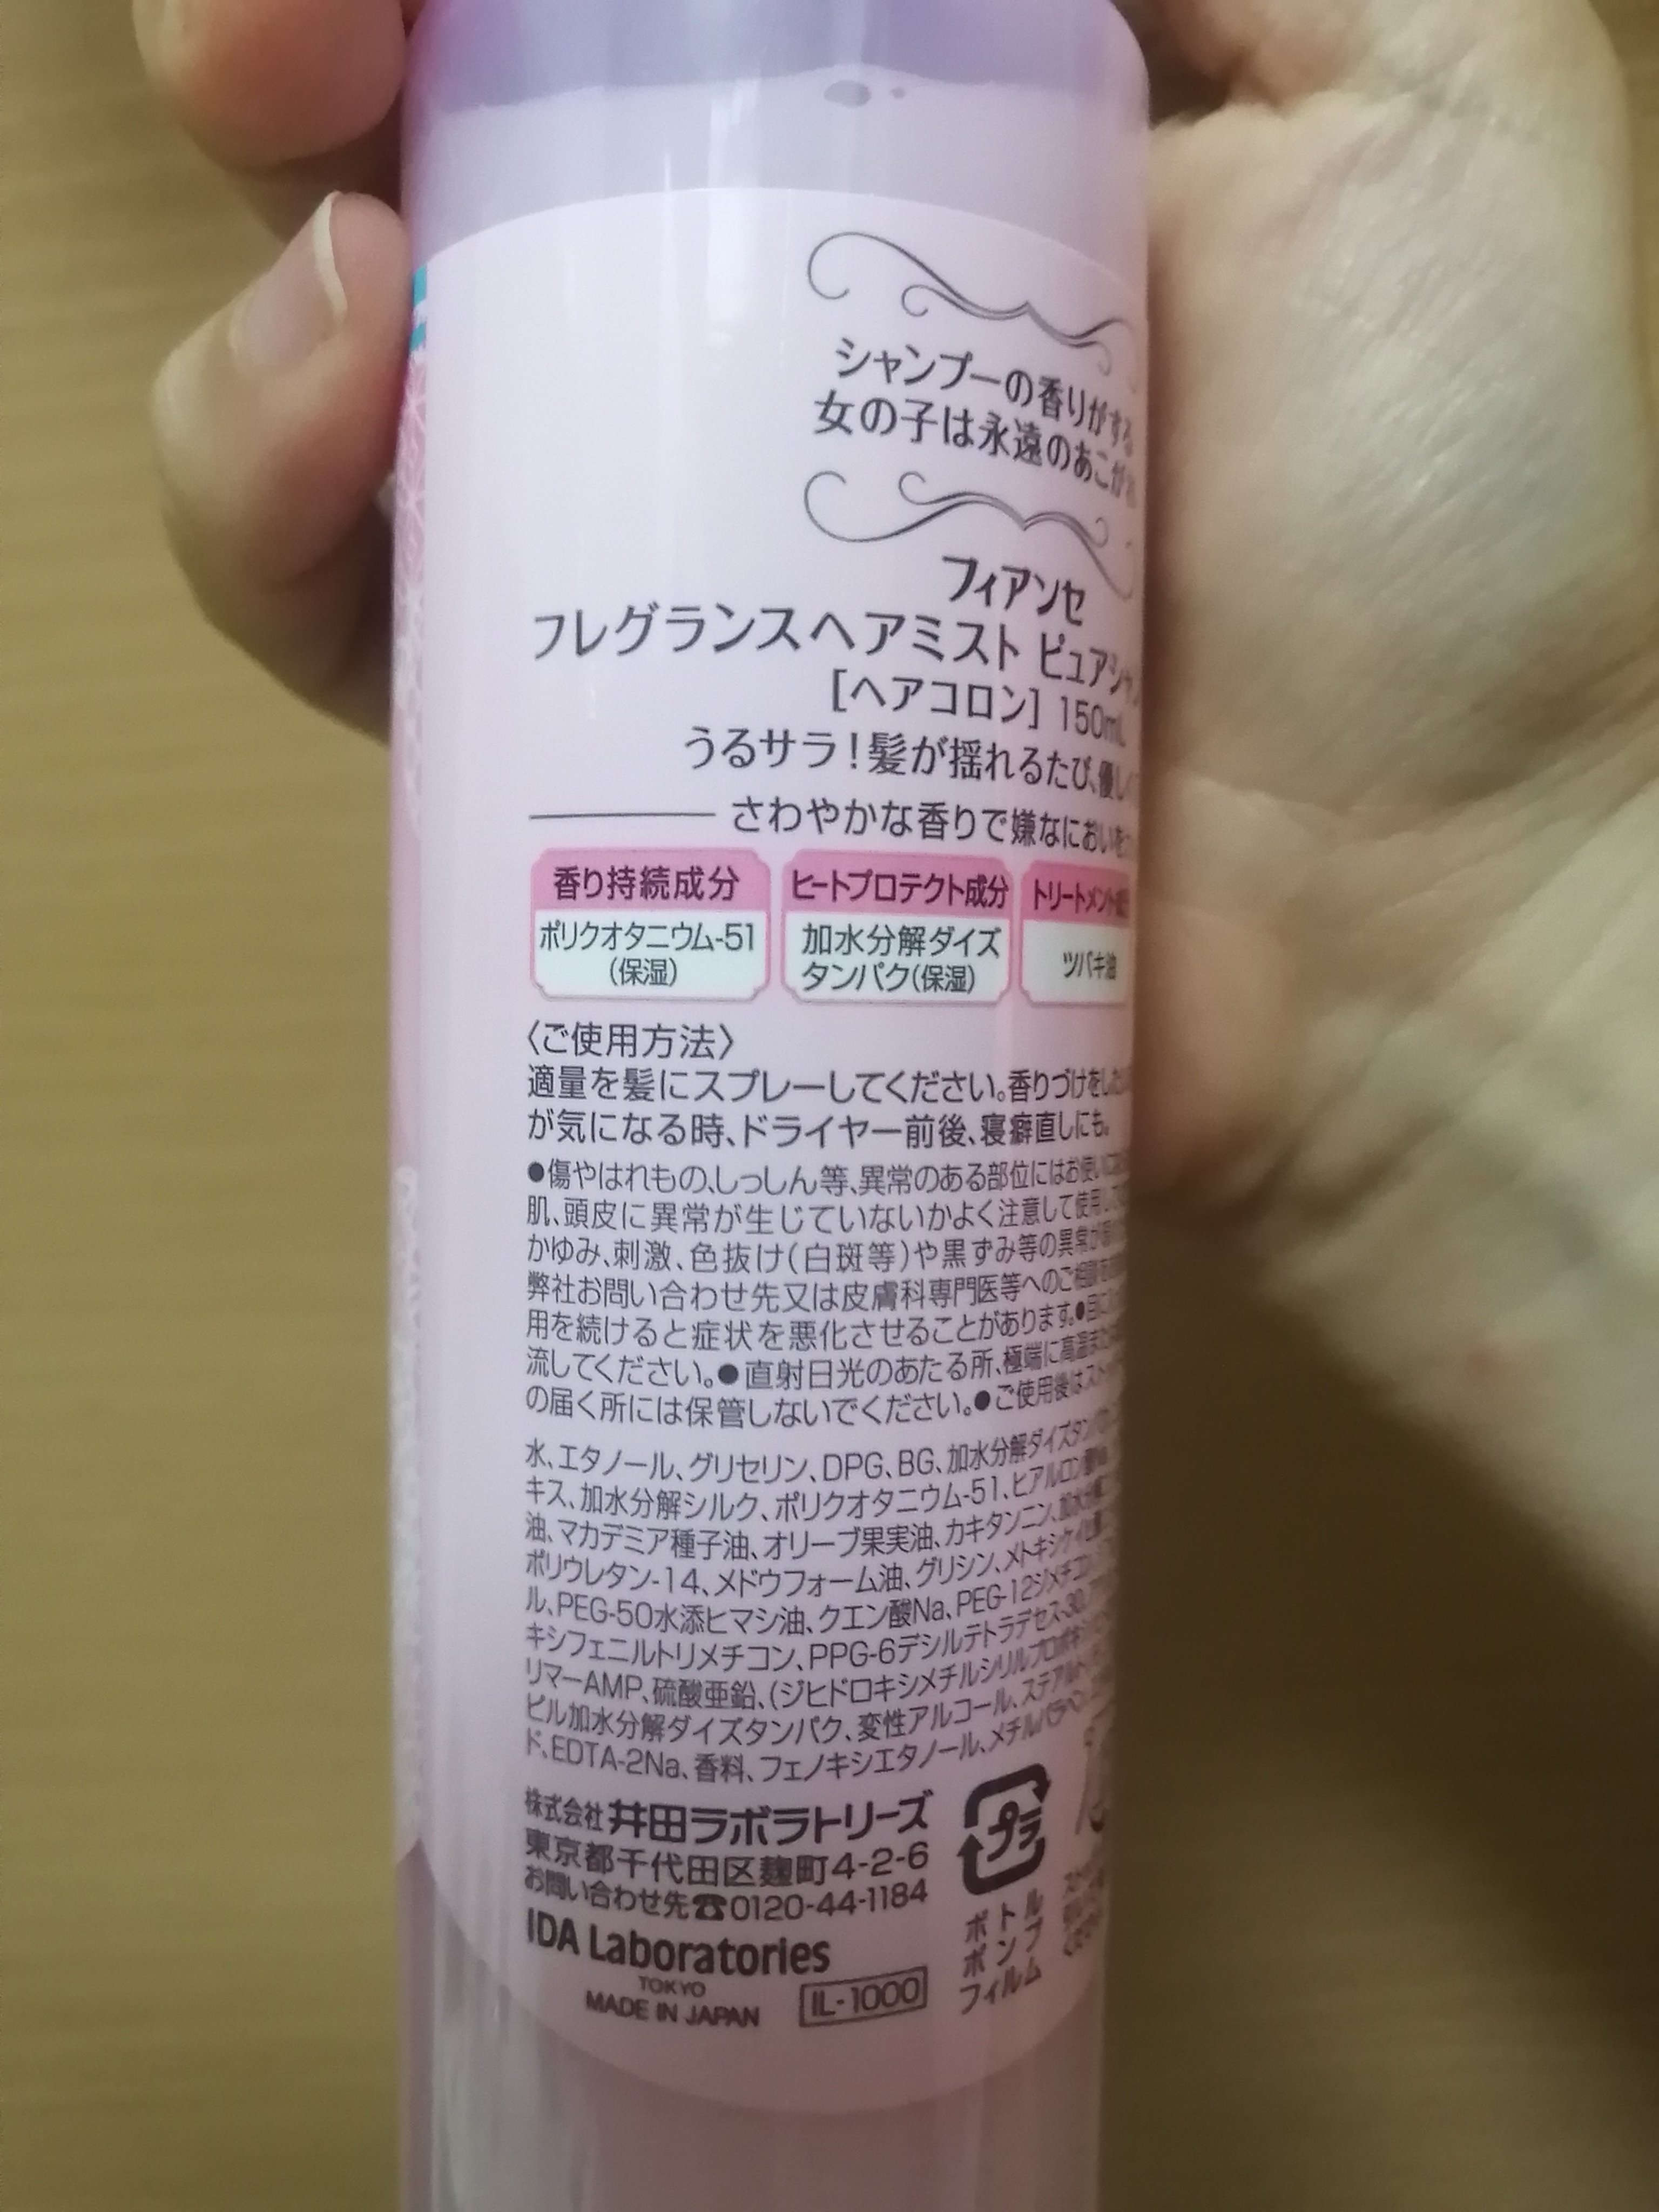 シャンプーの香りがする
女の子は永遠のあこがれ
フィアンセ
フレグランスヘアミスト ピュアシャン
[ヘアコロン] 150mL
うるサラ!髪が揺れるたび、優しく
さわやかな香りで嫌なにおいを
香り持続成分
ポリクオタニウム-51
(保湿)
ヒートプロテクト成分
加水分解ダイズ
タンパク(保湿)
トリートメント
ツバキ油
〈ご使用方法〉
適量を髪にスプレーしてください。香りづけをした
が気になる時、ドライヤー前後、寝癖直しにも。
●傷やはれもの、しっしん等、異常のある部位にはお使いに
肌、頭皮に異常が生じていないかよく注意して使用して
かゆみ、刺激、色抜け(白斑等)や黒ずみ等の異常が
弊社お問い合わせ先又は皮膚科専門医等へのご相談を
用を続けると症状を悪化させることがあります。●目に
流してください。●直射日光のあたる所、極端に高温また
の届く所には保管しないでください。●ご使用後は
水、エタノール、グリセリン、DPG、BG、加水分解ダイズタンパク
キス、加水分解シルク、ポリクオタニウム-51、ヒアルロン酸
油、マカデミア種子油、オリーブ果実油、カキタンニン、加水分解
ポリウレタン-14、メドウフォーム油、グリシン、メトキシケイヒ酸
ル、PEG-50水添ヒマシ油、クエン酸Na、PEG-12ジメチコン
キシフェニルトリメチコン、PPG-6デシルテトラデセス-30、
リマーAMP、硫酸亜鉛、(ジヒドロキシメチルシリルプロポキシ)
ピル加水分解ダイズタンパク、変性アルコール、ステアルト
ド、EDTA-2Na、香料、フェノキシエタノール、メチルパラベン
株式会社 井田ラボラトリーズ
東京都千代田区麹町4-2-6
お問い合わせ先☎0120-44-1184
IDA Laboratories
TOKYO
MADE IN JAPAN
IL-1000
プラ
ボトル
ポンプ
フィルム